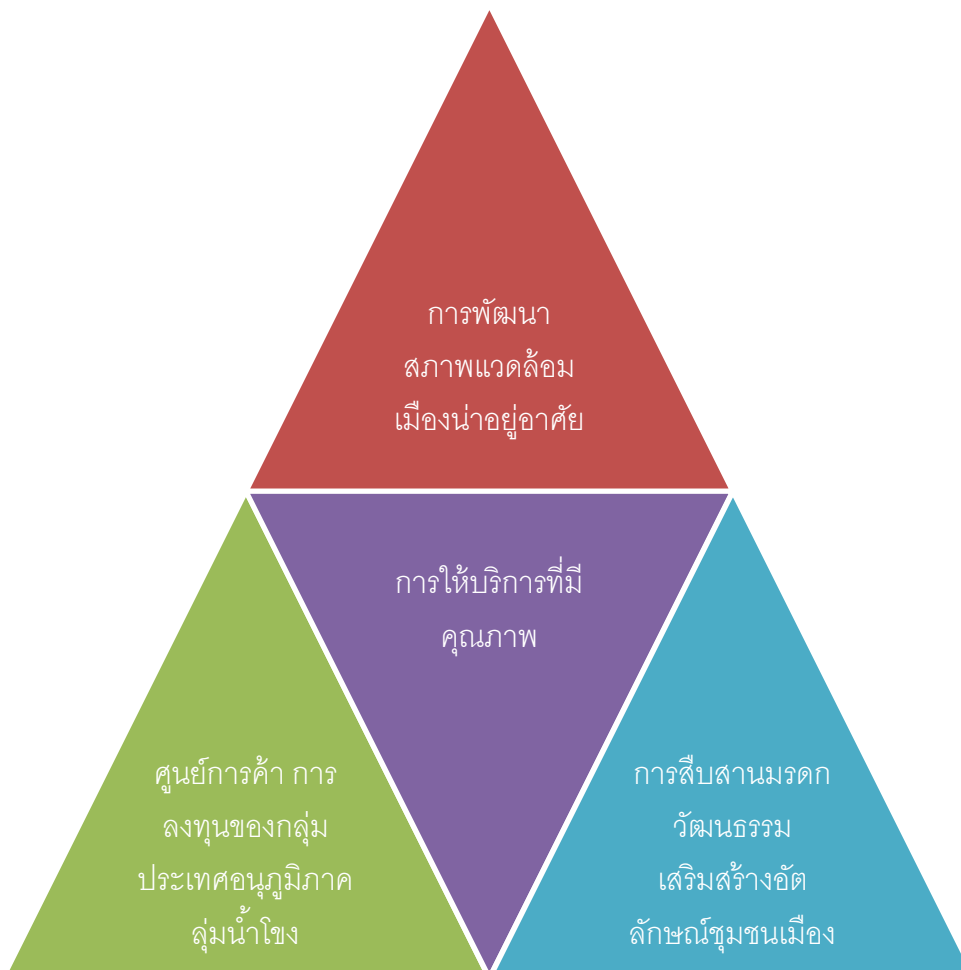 การพัฒนา
สภาพแวดล้อม
เมืองน่าอยู่อาศัย
การให้บริการที่มี
คุณภาพ
ศูนย์การค้า การ
ลงทุนของกลุ่ม
ประเทศอนุภูมิภาค
ลุ่มน้ำโขง
การสืบสานมรดก
วัฒนธรรม
เสริมสร้างอัต
ลักษณ์ชุมชนเมือง